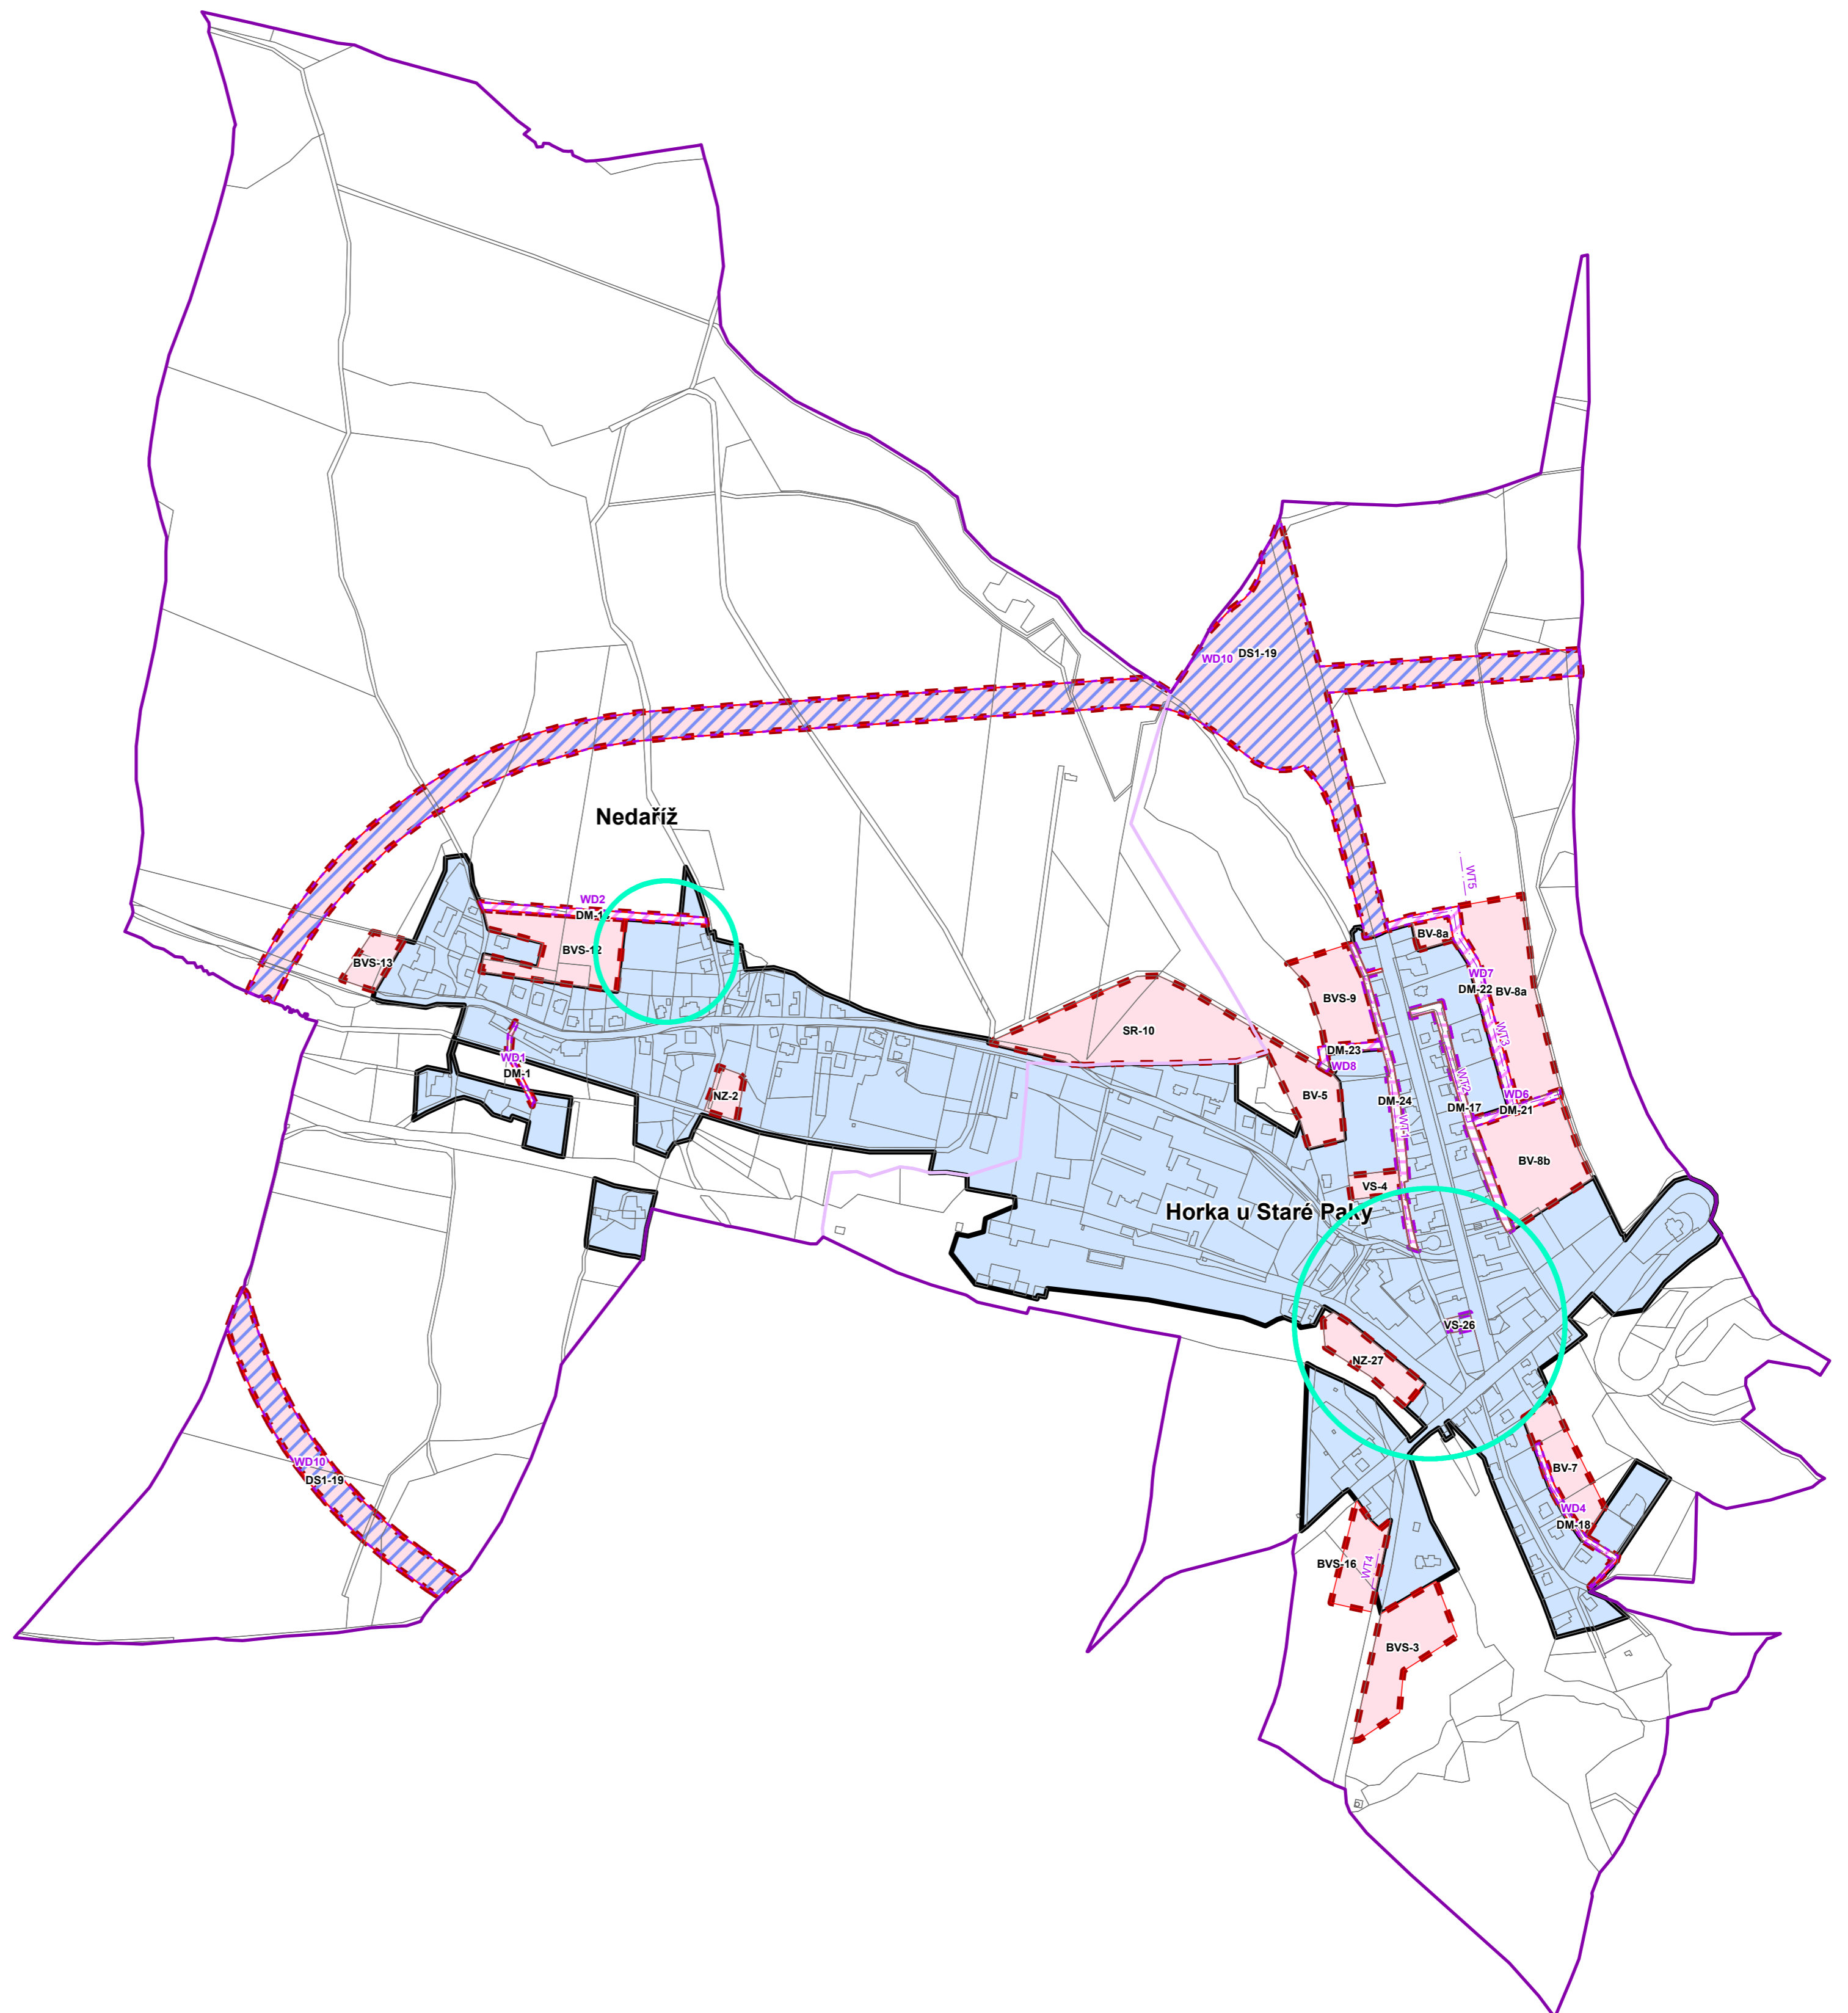 WD10
DS1-19
Nedaříž
WT5
WD2
BVS-12
BVS-13
BV-8a
WD7
DM-22
BV-8a
BVS-9
SR-10
WT3
DM-23
WD8
WD1
DM-1
NZ-2
BV-5
DM-24
WT2
WD6
DM-17
DM-21
WT-1
BV-8b
VS-4
Horka u Staré Paky
VS-26
NZ-27
WD10
DS1-19
BV-7
WD4
DM-18
BVS-16
WT4
BVS-3